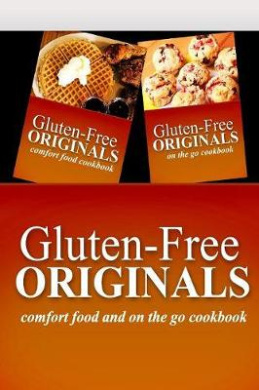 Gluten-Free
ORIGINALS
comfort food cookbook
Gluten-Free
ORIGINALS
on the go cookbook
Gluten-Free
ORIGINALS
comfort food and on the go cookbook